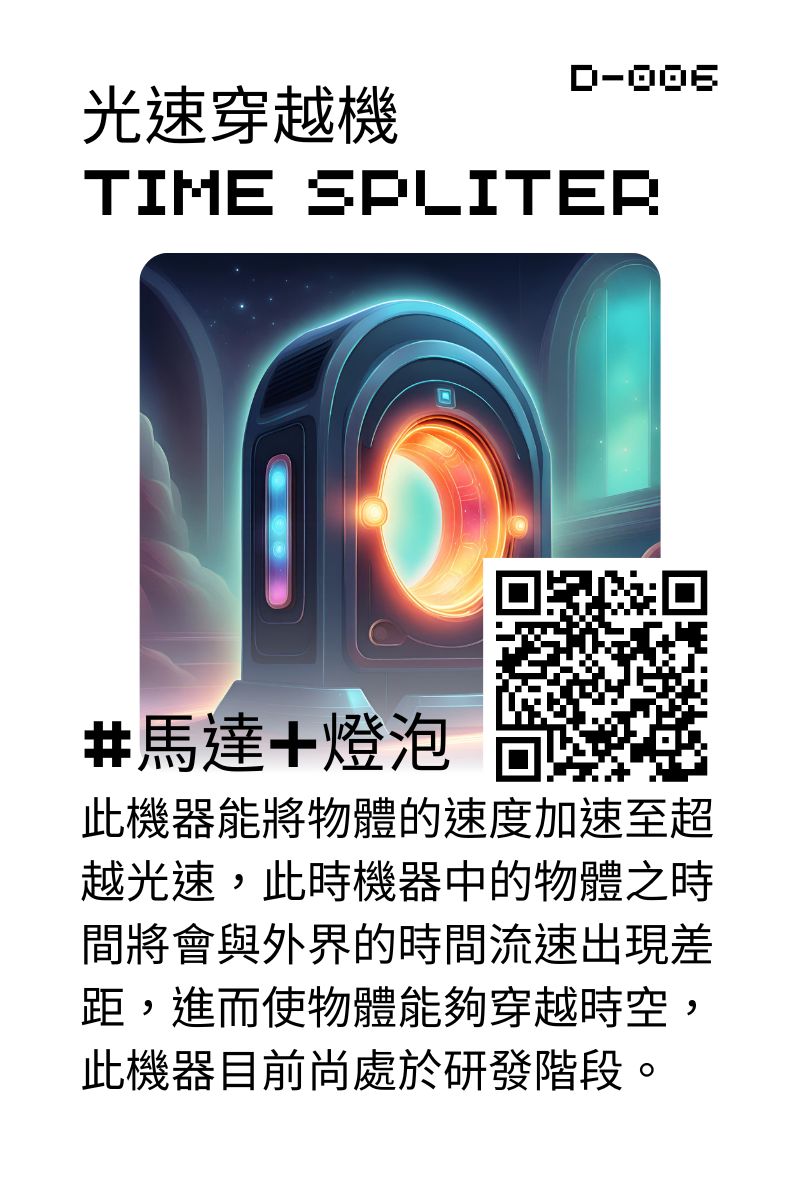 D-006
光速穿越機
TIME SPLITER
#馬達+燈泡
此機器能將物體的速度加速至超
越光速，此時機器中的物體之時
間將會與外界的時間流速出現差
距，進而使物體能夠穿越時空，
此機器目前尚處於研發階段。